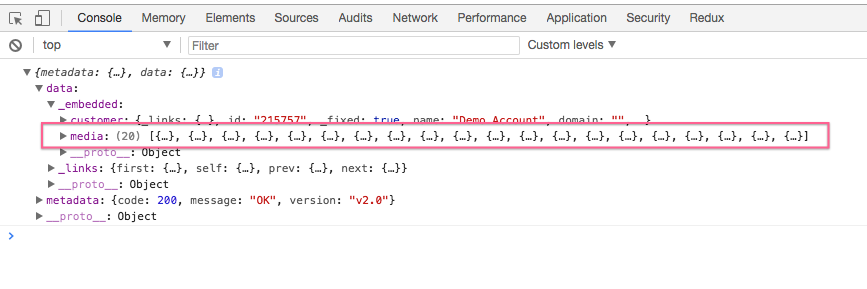 Console Memory Elements Sources Audits Network Performance Application Security Redux
top Filter Custom levels
{metadata: {…}, data: {…}} i
data:
_embedded:
customer: {_links: {…}, id: "215757", _fixed: true, name: "Demo Account", domain: "", …}
media: (20) [{…}, {…}, {…}, {…}, {…}, {…}, {…}, {…}, {…}, {…}, {…}, {…}, {…}, {…}, {…}, {…}, {…}, {…}, {…}, {…}]
__proto__: Object
_links: {first: {…}, self: {…}, prev: {…}, next: {…}}
__proto__: Object
metadata: {code: 200, message: "OK", version: "v2.0"}
__proto__: Object